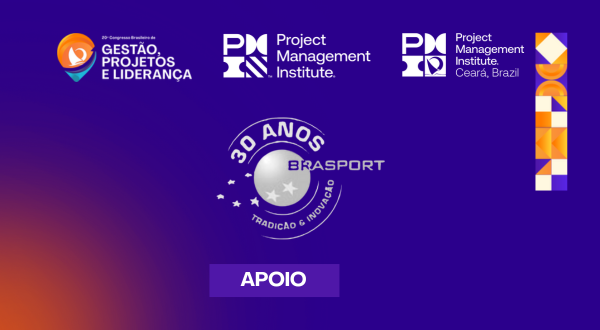 20º Congresso Brasileiro de
GESTÃO,
PROJETOS
E LIDERANÇA
Project
Management
Institute.
Project
Management
Institute.
Ceará, Brazil
30 ANOS
BRASPORT
TRADIÇÃO & INOVAÇÃO
APOIO